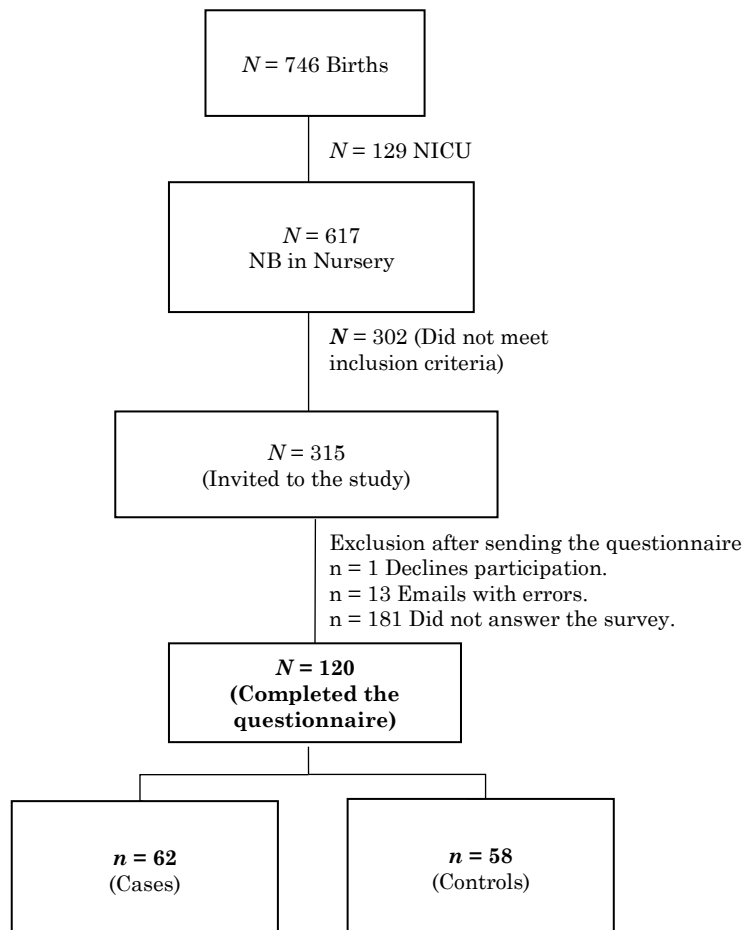 N = 746 Births
N = 129 NICU
N = 617
NB in Nursery
N = 302 (Did not meet
inclusion criteria)
N = 315
(Invited to the study)
Exclusion after sending the questionnaire
n = 1 Declines participation.
n = 13 Emails with errors.
n = 181 Did not answer the survey.
N = 120
(Completed the
questionnaire)
n = 62
(Cases)
n = 58
(Controls)